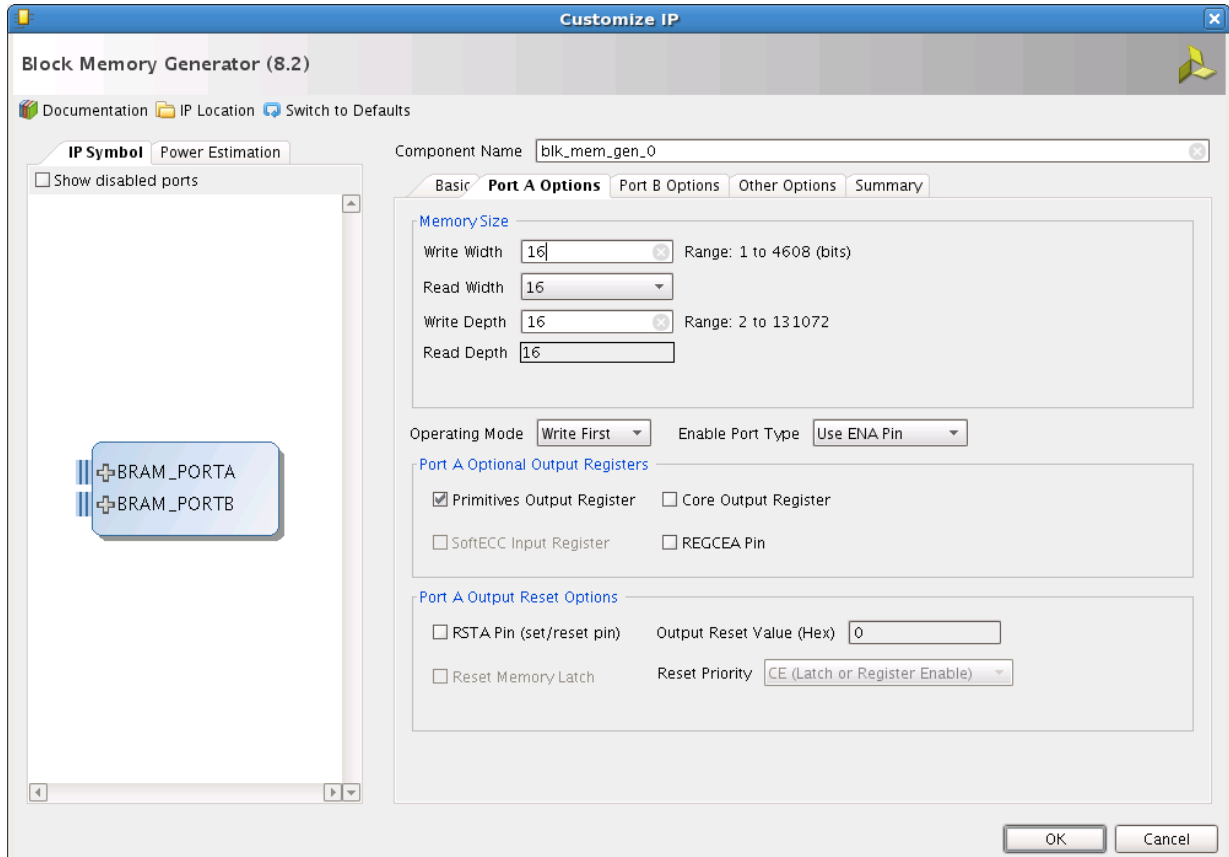 Customize IP
Block Memory Generator (8.2)
Documentation IP Location Switch to Defaults
IP Symbol Power Estimation
Show disabled ports
BRAM_PORTA
BRAM_PORTB
Component Name blk_mem_gen_0
Basic Port A Options Port B Options Other Options Summary
Memory Size
Write Width 16 Range: 1 to 4608 (bits)
Read Width 16
Write Depth 16 Range: 2 to 131072
Read Depth 16
Operating Mode Write First Enable Port Type Use ENA Pin
Port A Optional Output Registers
Primitives Output Register Core Output Register
SoftECC Input Register REGCEA Pin
Port A Output Reset Options
RSTA Pin (set/reset pin) Output Reset Value (Hex) 0
Reset Memory Latch Reset Priority CE (Latch or Register Enable)
OK Cancel